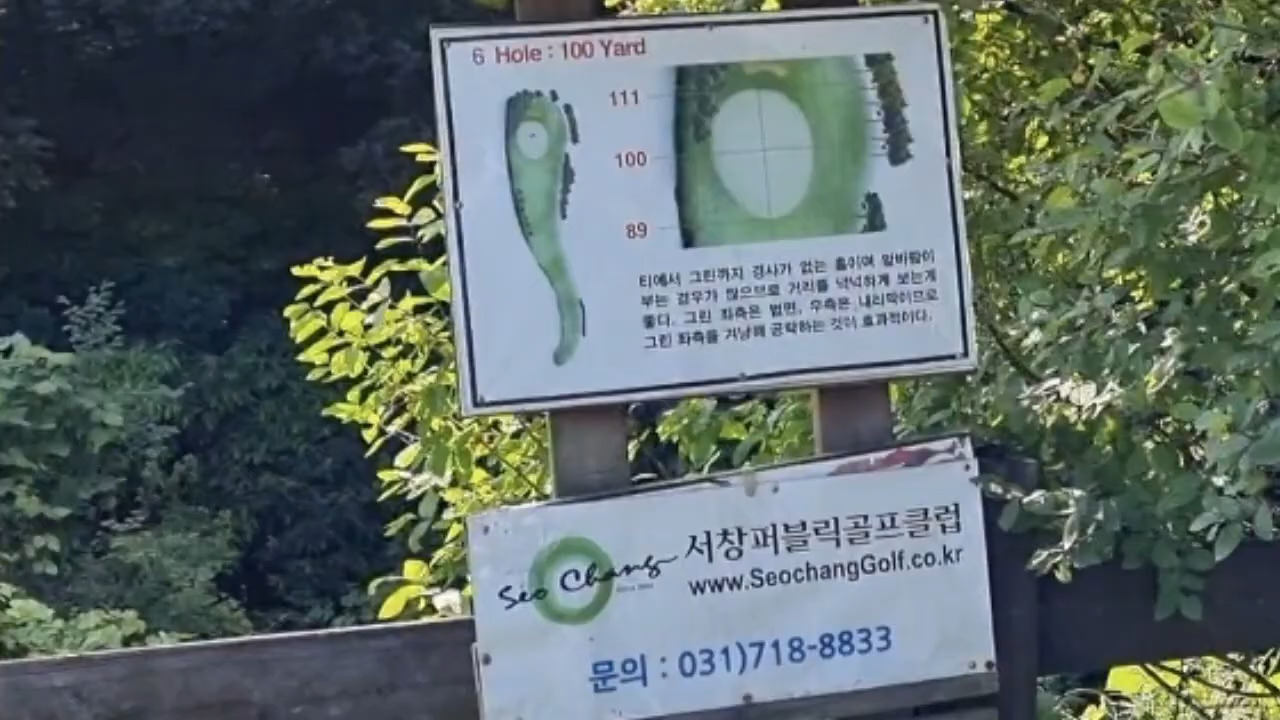 6 Hole : 100 Yard
111
100
89
티에서 그린까지 경사가 없는 홀이며 앞바람이
부는 경우가 많으므로 거리를 넉넉하게 보는게
좋다. 그린 좌측은 법면, 우측은 내리막이므로
그린 좌측을 겨냥해 공략하는 것이 효과적이다.
Seo Chang
서창퍼블릭골프클럽
www.SeochangGolf.co.kr
문의 : 031)718-8833